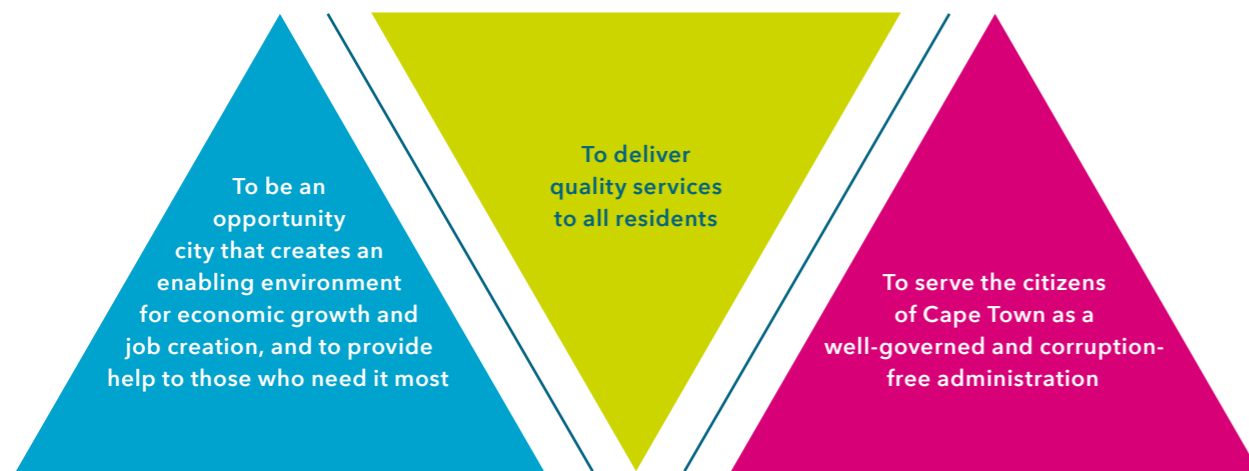 To be an
opportunity
city that creates an
enabling environment
for economic growth and
job creation, and to provide
help to those who need it most
To deliver
quality services
to all residents
To serve the citizens
of Cape Town as a
well-governed and corruption-
free administration